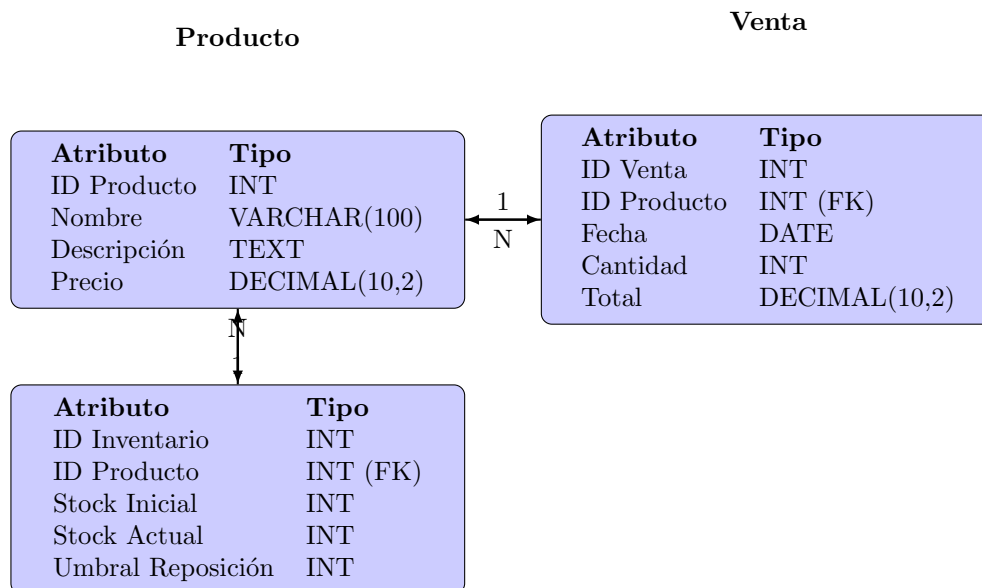 Producto
Venta
Atributo Tipo
ID Producto INT
Nombre VARCHAR(100)
Descripción TEXT
Precio DECIMAL(10,2)
1
N
Atributo Tipo
ID Venta INT
ID Producto INT (FK)
Fecha DATE
Cantidad INT
Total DECIMAL(10,2)
N
Atributo Tipo
ID Inventario INT
ID Producto INT (FK)
Stock Inicial INT
Stock Actual INT
Umbral Reposición INT